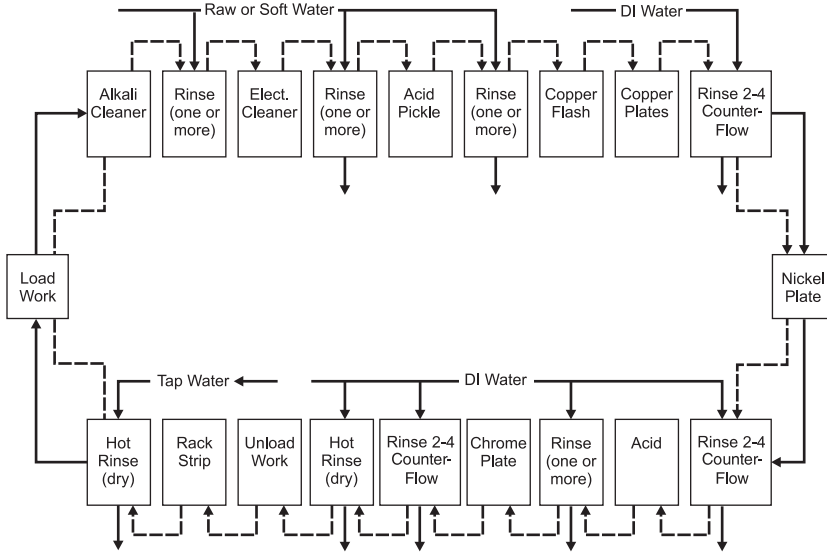 Raw or Soft Water
DI Water
Alkali
Cleaner
Rinse
(one or
more)
Elect.
Cleaner
Rinse
(one or
more)
Acid
Pickle
Rinse
(one or
more)
Copper
Flash
Copper
Plates
Rinse 2-4
Counter-
Flow
Load
Work
Nickel
Plate
Tap Water
DI Water
Hot
Rinse
(dry)
Rack
Strip
Unload
Work
Hot
Rinse
(dry)
Rinse 2-4
Counter-
Flow
Chrome
Plate
Rinse
(one or
more)
Acid
Rinse 2-4
Counter-
Flow